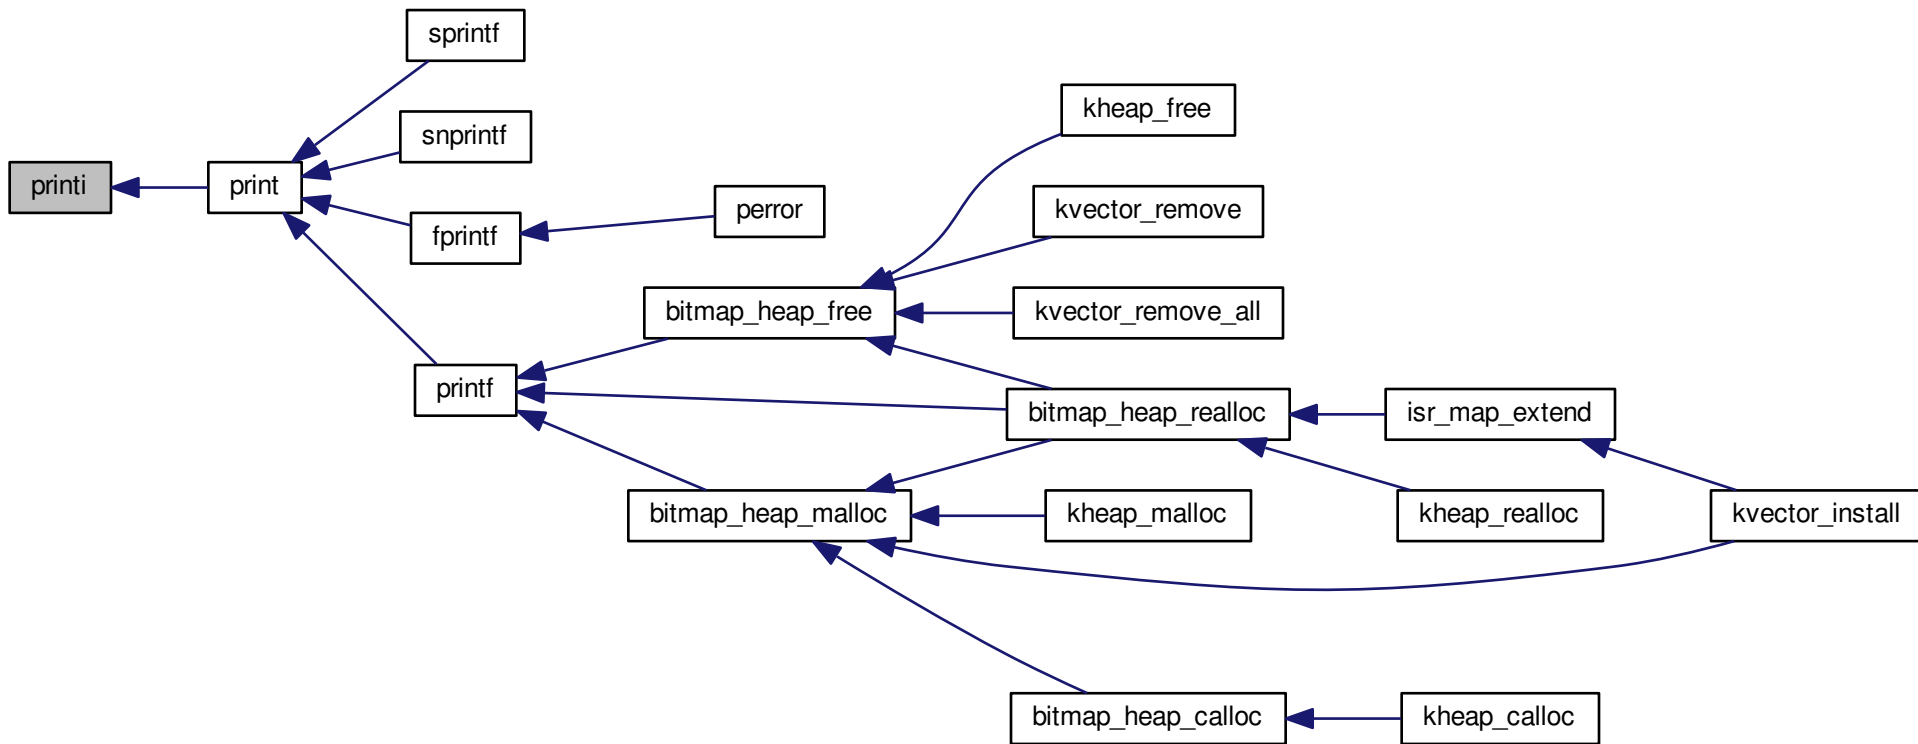 sprintf
kheap_free
snprintf
printi
print
kvector_remove
perror
fprintf
bitmap_heap_free
kvector_remove_all
printf
bitmap_heap_realloc
isr_map_extend
bitmap_heap_malloc
kheap_malloc
kheap_realloc
kvector_install
bitmap_heap_calloc
kheap_calloc